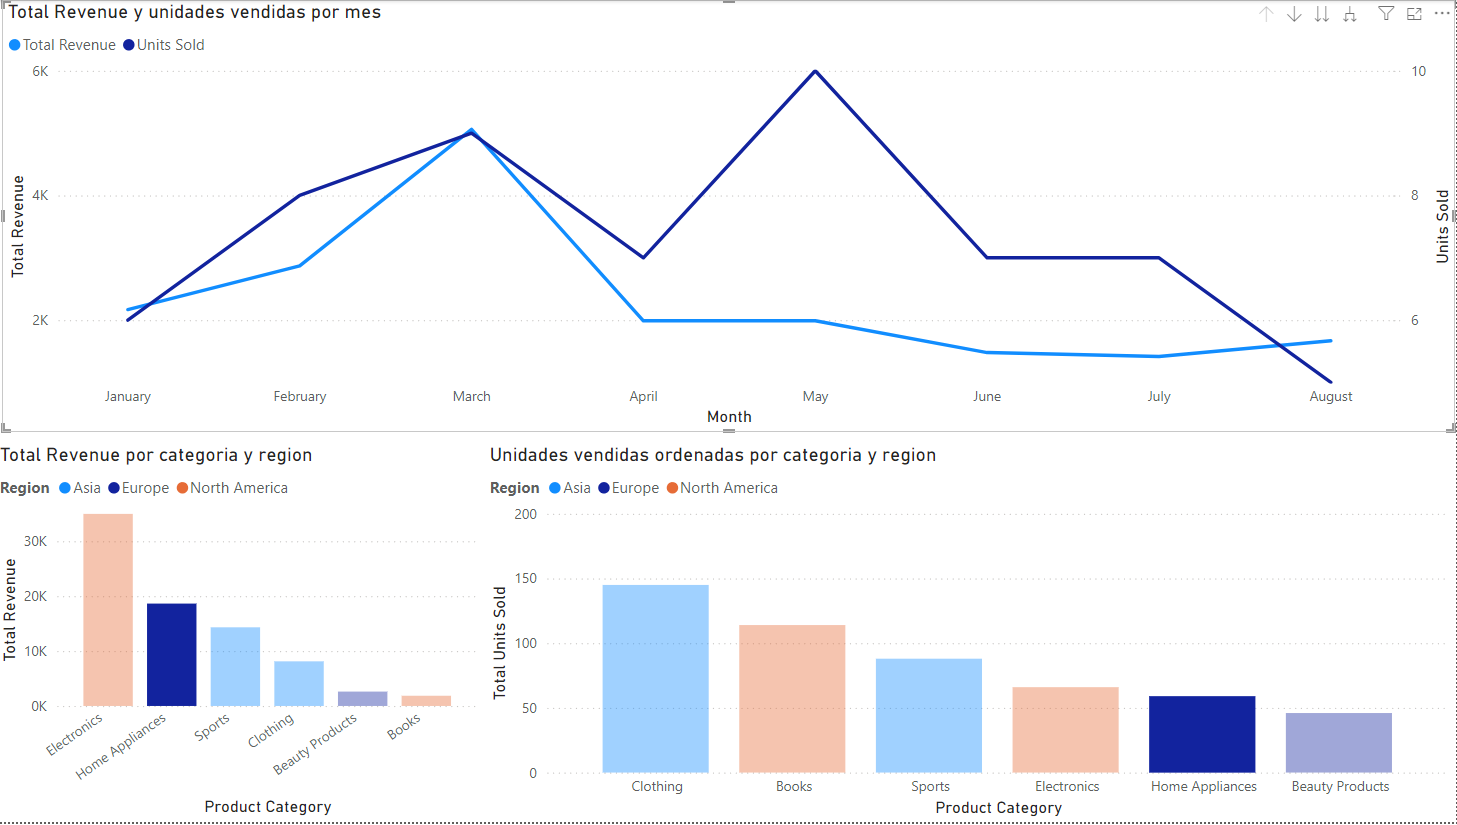 Total Revenue y unidades vendidas por mes
Total Revenue Units Sold
6K
4K
2K
Total Revenue
10
8
6
Units Sold
January February March April May June July August
Month
Total Revenue por categoria y region
Region Asia Europe North America
30K
20K
10K
0K
Total Revenue
Electronics Home Appliances Sports Clothing Beauty Products Books
Product Category
Unidades vendidas ordenadas por categoria y region
Region Asia Europe North America
200
150
100
50
0
Total Units Sold
Clothing Books Sports Electronics Home Appliances Beauty Products
Product Category